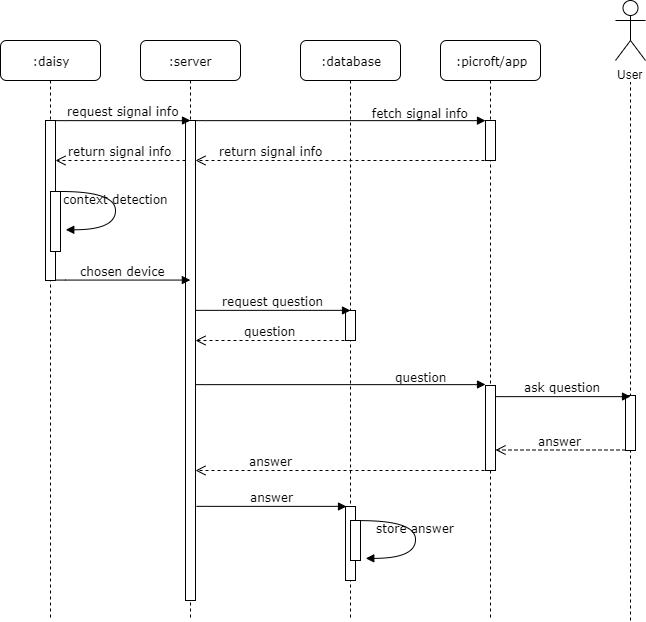 :daisy
:server
:database
:picroft/app
User
request signal info
fetch signal info
return signal info
return signal info
context detection
chosen device
request question
question
question
ask question
answer
answer
answer
store answer